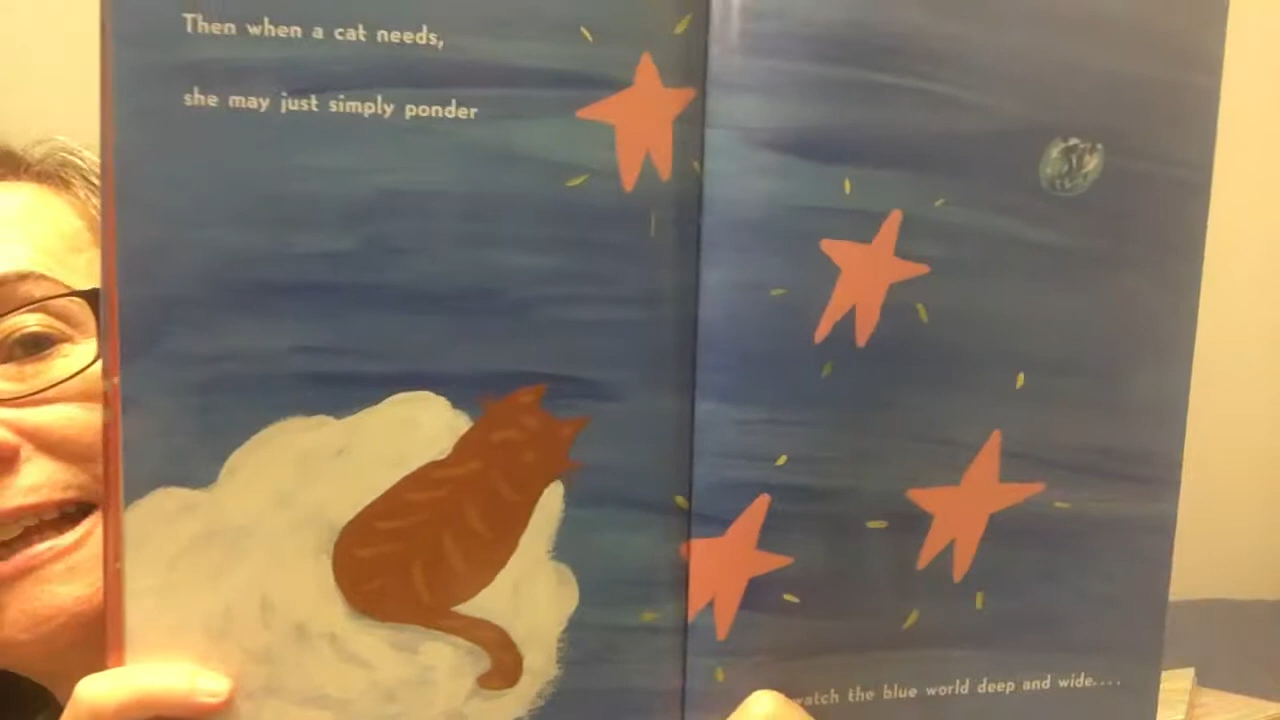 Then when a cat needs,
she may just simply ponder
watch the blue world deep and wide....